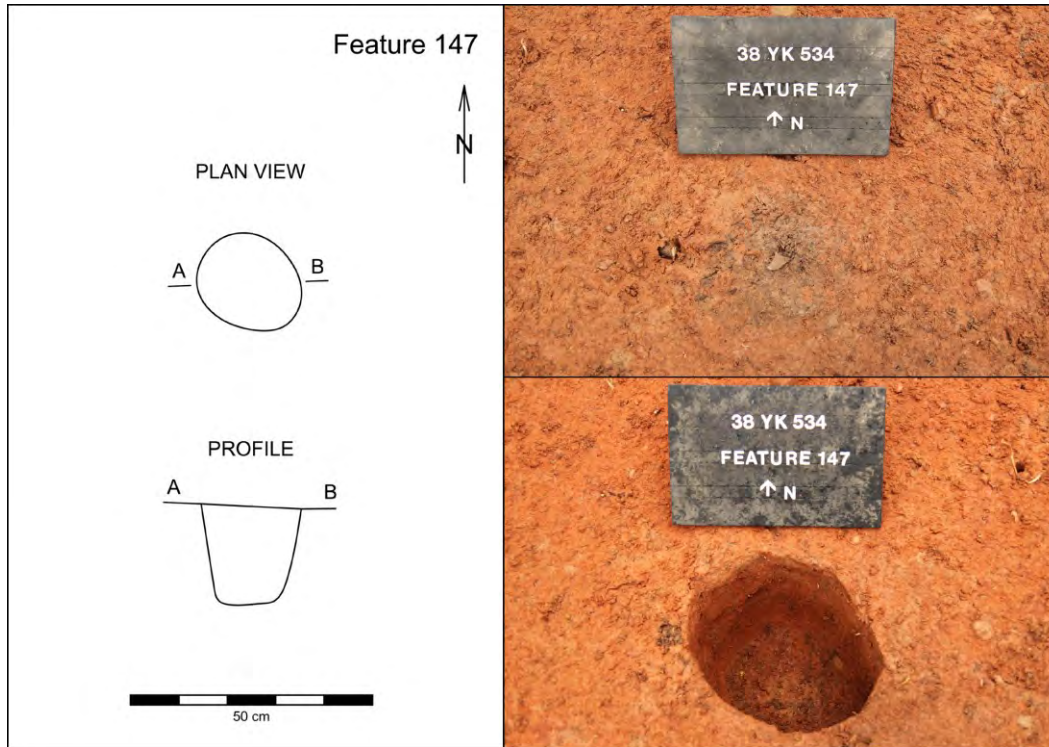 Feature 147
N
PLAN VIEW
A
B
PROFILE
A
B
50 cm
38 YK 534
FEATURE 147
↑ N
38 YK 534
FEATURE 147
↑ N